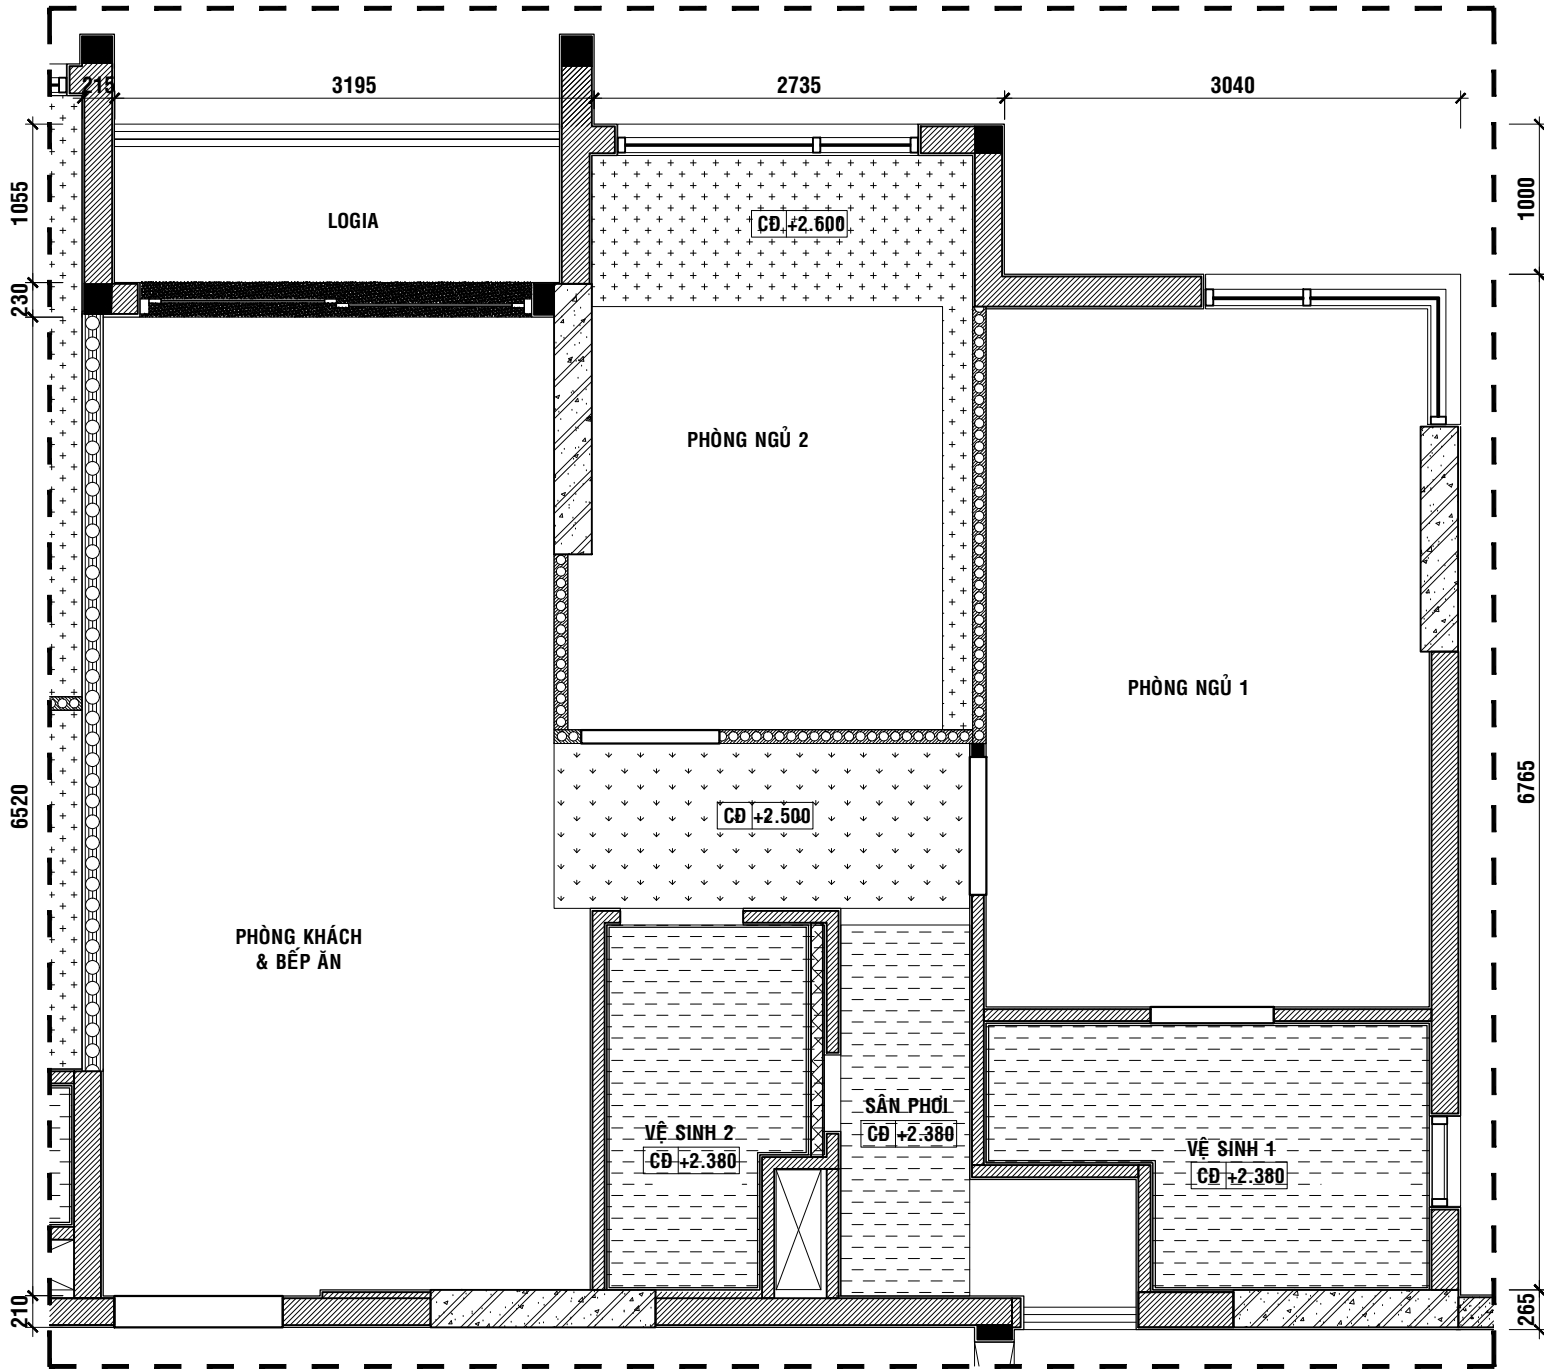 215
3195
2735
3040
1055
1000
LOGIA
CĐ +2.600
230
PHÒNG NGỦ 2
PHÒNG NGỦ 1
6520
6765
CĐ +2.500
PHÒNG KHÁCH
& BẾP ĂN
SÂN PHƠI
CĐ +2.380
VỆ SINH 2
CĐ +2.380
VỆ SINH 1
CĐ +2.380
210
265